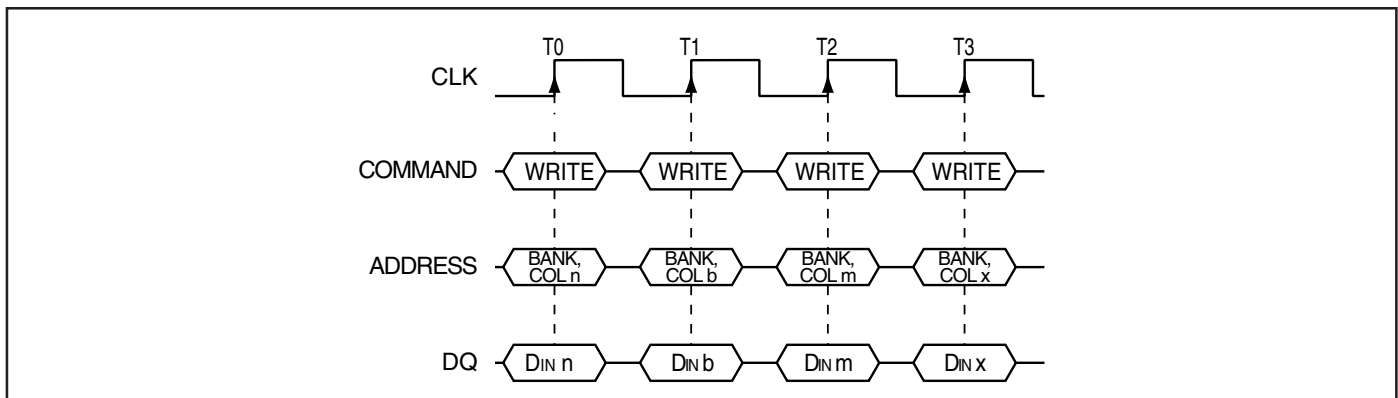 T0 T1 T2 T3
CLK
COMMAND WRITE WRITE WRITE WRITE
ADDRESS BANK, COL n BANK, COL b BANK, COL m BANK, COL x
DQ DIN n DIN b DIN m DIN x